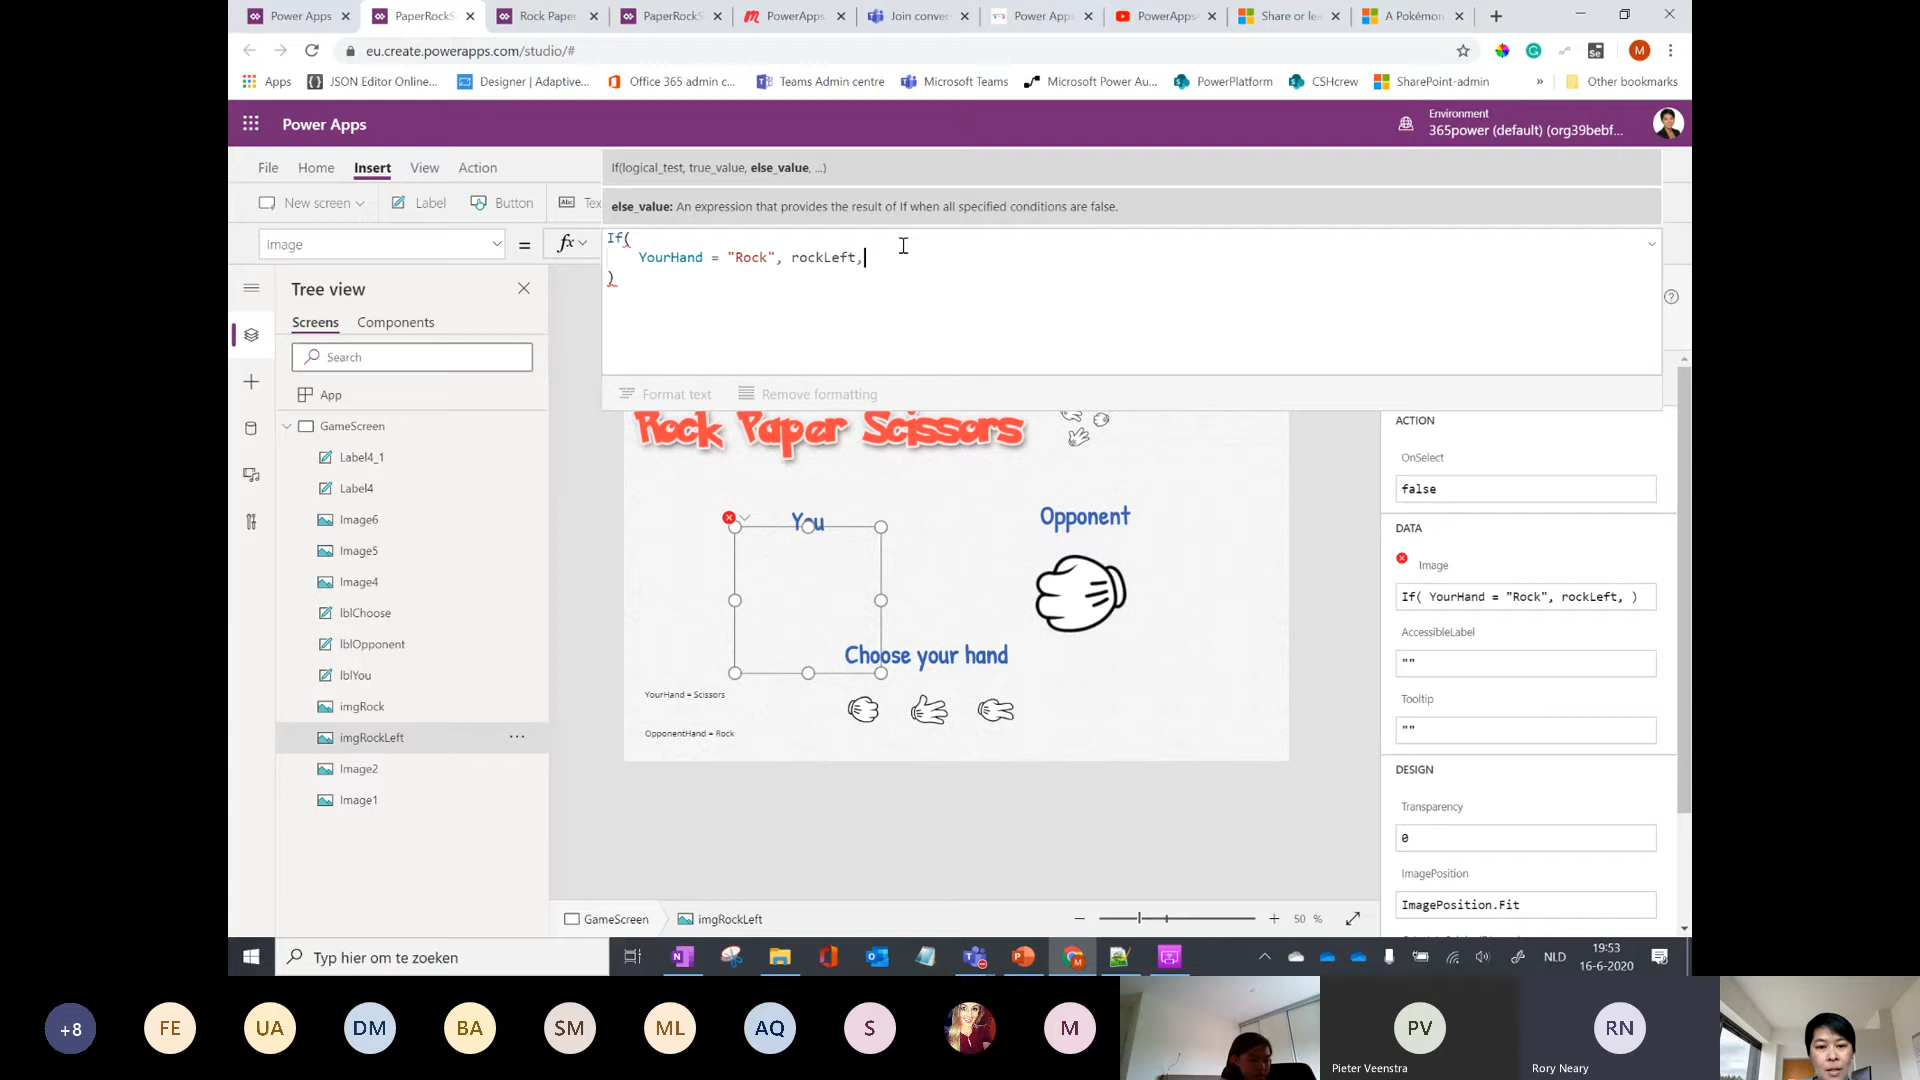 Power Apps
PaperRockS
Rock Paper
PaperRockS
PowerApps
Join conver
Power Apps
PowerApps
Share or lea
A Pokémon
eu.create.powerapps.com/studio/#
M
Apps
JSON Editor Online...
Designer | Adaptive...
Office 365 admin c...
Teams Admin centre
Microsoft Teams
Microsoft Power Au...
PowerPlatform
CSHcrew
SharePoint-admin
»
Other bookmarks
Power Apps
Environment
365power (default) (org39bebf...
File
Home
Insert
View
Action
If(logical_test, true_value, else_value, ...)
New screen
Label
Button
Abc
Tex
else_value: An expression that provides the result of If when all specified conditions are false.
Image
=
fx
If(
YourHand = "Rock", rockLeft,
)
Format text
Remove formatting
Tree view
Screens
Components
Search
App
GameScreen
Label4_1
Label4
Image6
Image5
Image4
lblChoose
lblOpponent
lblYou
imgRock
imgRockLeft
...
Image2
Image1
Rock Paper Scissors
You
Opponent
Choose your hand
YourHand = Scissors
OpponentHand = Rock
ACTION
OnSelect
false
DATA
Image
If( YourHand = "Rock", rockLeft, )
AccessibleLabel
""
Tooltip
""
DESIGN
Transparency
0
ImagePosition
ImagePosition.Fit
GameScreen
imgRockLeft
50 %
Typ hier om te zoeken
NLD
19:53
16-6-2020
+8
FE
UA
DM
BA
SM
ML
AQ
S
M
PV
Pieter Veenstra
RN
Rory Neary